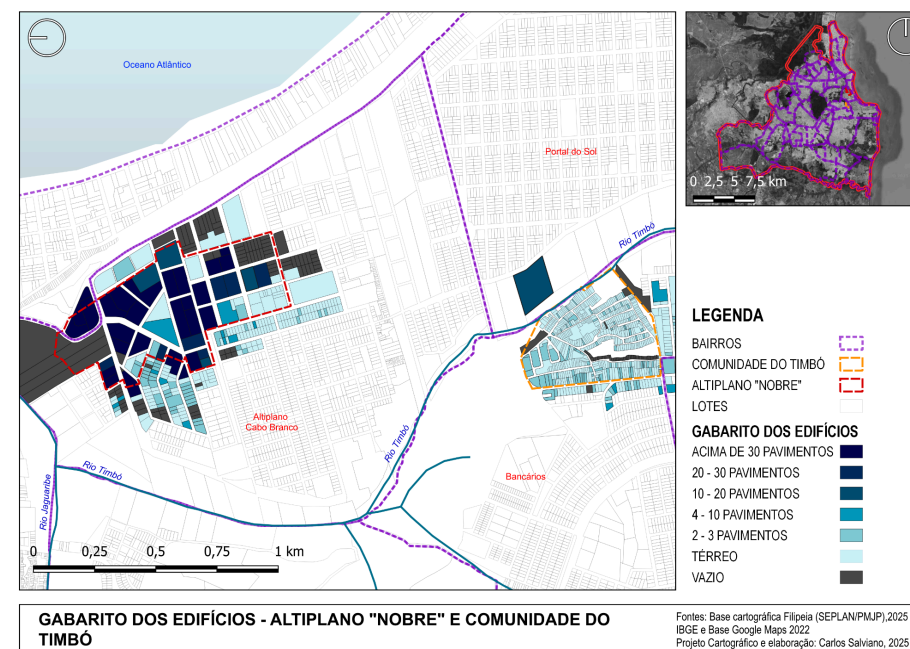 Oceano Atlântico
Portal do Sol
Rio Timbó
Altiplano
Cabo Branco
Rio Timbó
Bancários
Rio Timbó
Rio Jaguaribe
0 0,25 0,5 0,75 1 km
0 2,5 5 7,5 km
LEGENDA
BAIRROS
COMUNIDADE DO TIMBÓ
ALTIPLANO "NOBRE"
LOTES
GABARITO DOS EDIFÍCIOS
ACIMA DE 30 PAVIMENTOS
20 - 30 PAVIMENTOS
10 - 20 PAVIMENTOS
4 - 10 PAVIMENTOS
2 - 3 PAVIMENTOS
TÉRREO
VAZIO
GABARITO DOS EDIFÍCIOS - ALTIPLANO "NOBRE" E COMUNIDADE DO
TIMBÓ
Fontes: Base cartográfica Filipeia (SEPLAN/PMJP),2025
IBGE e Base Google Maps 2022
Projeto Cartográfico e elaboração: Carlos Salviano, 2025